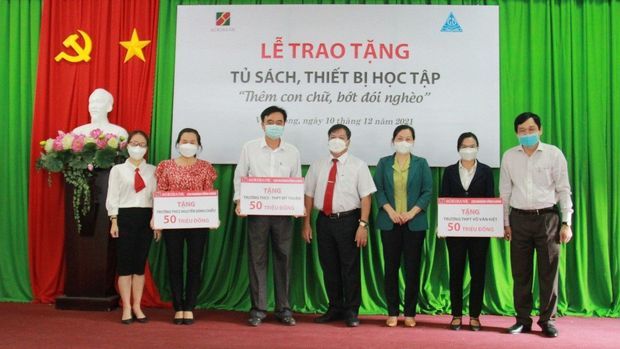 AGRIBANK
LỄ TRAO TẶNG
TỦ SÁCH, THIẾT BỊ HỌC TẬP
"Thêm con chữ, bớt đói nghèo"
ngày 10 tháng 12 năm 2021
TẶNG
50 TRIỆU ĐỒNG
TẶNG
50 TRIỆU ĐỒNG
TẶNG
TRƯỜNG THPT VÕ VĂN KIỆT
50 TRIỆU ĐỒNG